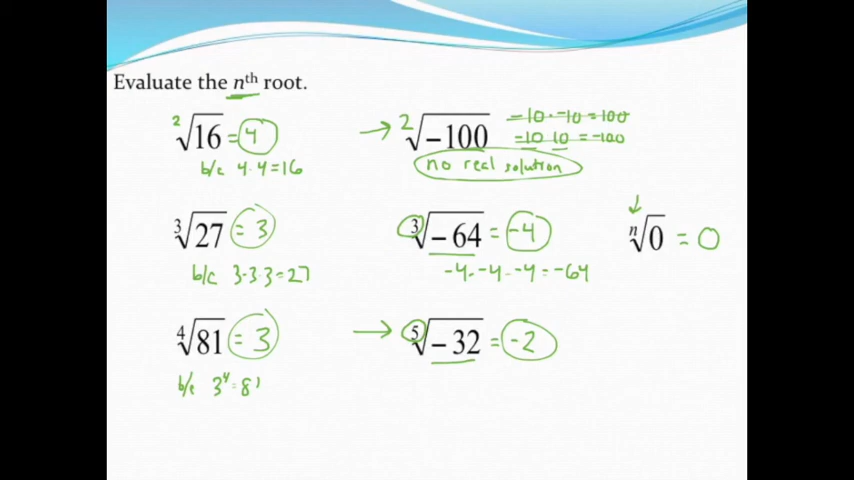 Evaluate the nth root.
²√16 = 4
b/c 4·4=16
³√27 = 3
b/c 3·3·3=27
⁴√81 = 3
b/c 3⁴=81
→ ²√-100
-10·-10=100
-10 10 = -100
no real solution
³√-64 = -4
-4·-4·-4=-64
→ ⁵√-32 = -2
ⁿ√0 = 0